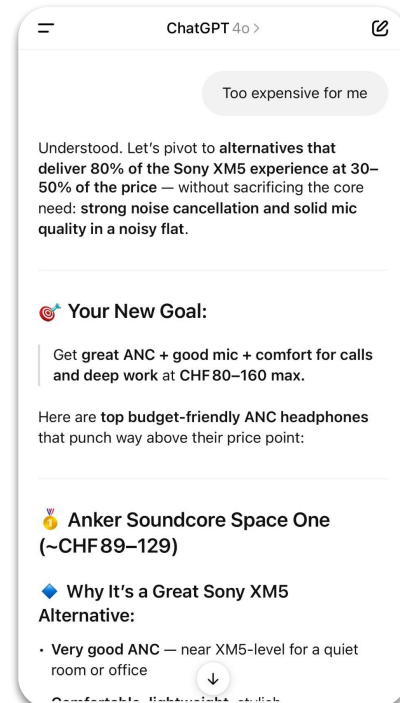 ChatGPT 4o >
Too expensive for me
Understood. Let's pivot to alternatives that
deliver 80% of the Sony XM5 experience at 30–
50% of the price — without sacrificing the core
need: strong noise cancellation and solid mic
quality in a noisy flat.
🎯 Your New Goal:
Get great ANC + good mic + comfort for calls
and deep work at CHF 80–160 max.
Here are top budget-friendly ANC headphones
that punch way above their price point:
🥇 Anker Soundcore Space One
(~CHF 89–129)
🔷 Why It's a Great Sony XM5
Alternative:
• Very good ANC — near XM5-level for a quiet
room or office
Comfortable, lightweight, stylish